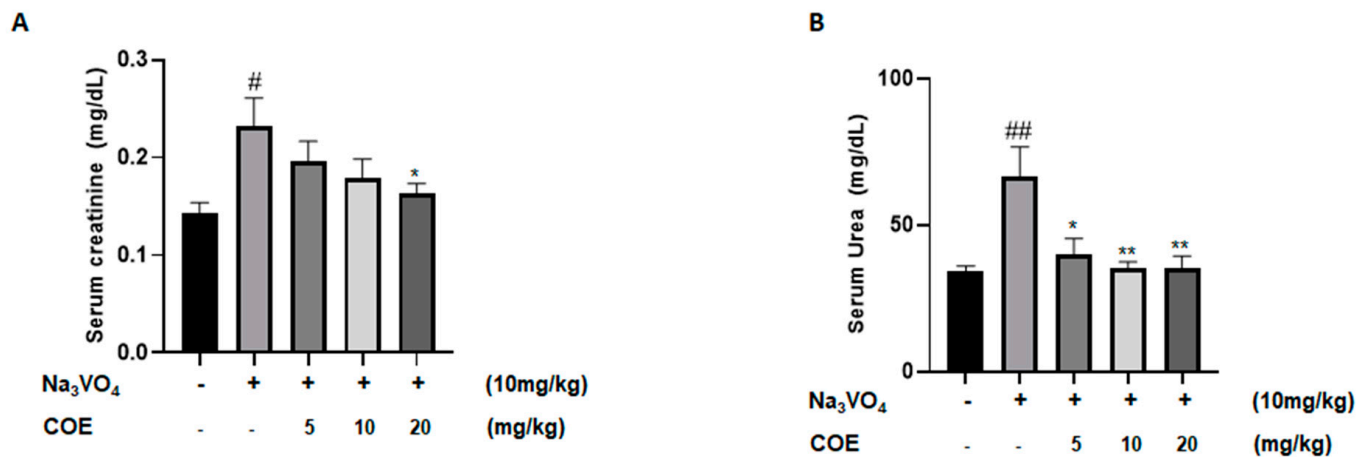 A
Serum creatinine (mg/dL)
0.3
0.2
0.1
0.0
#
*
Na₃VO₄ - + + + + (10mg/kg)
COE - - 5 10 20 (mg/kg)
B
Serum Urea (mg/dL)
100
50
0
##
* ** **
Na₃VO₄ - + + + + (10mg/kg)
COE - - 5 10 20 (mg/kg)